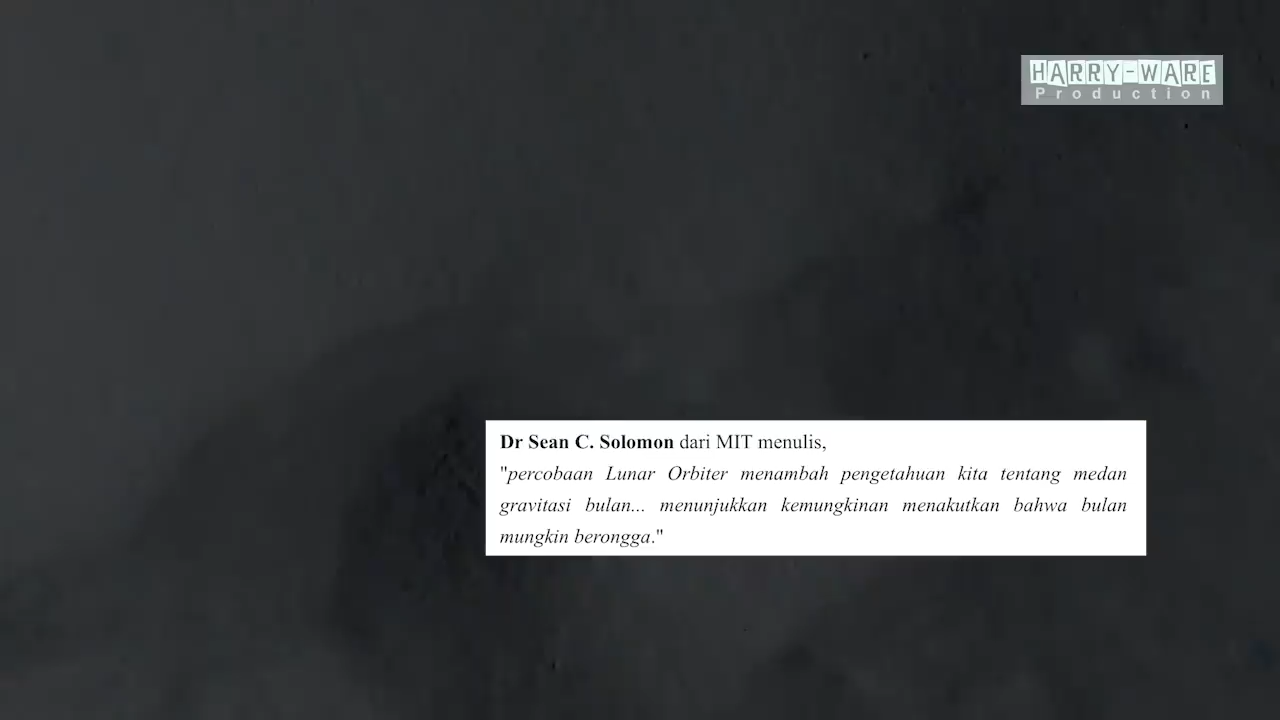 HARRY-WARE
Production
Dr Sean C. Solomon dari MIT menulis,
"percobaan Lunar Orbiter menambah pengetahuan kita tentang medan
gravitasi bulan... menunjukkan kemungkinan menakutkan bahwa bulan
mungkin berongga."